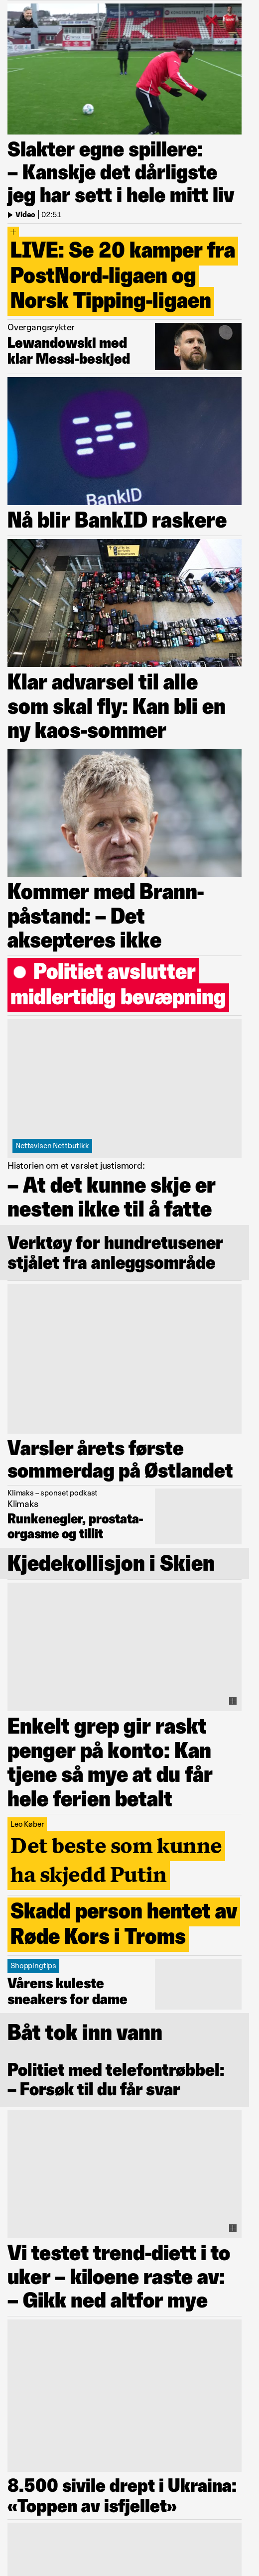 Slakter egne spillere:
– Kanskje det dårligste
jeg har sett i hele mitt liv
Video | 02:51
LIVE: Se 20 kamper fra
PostNord-ligaen og
Norsk Tipping-ligaen
Overgangsrykter
Lewandowski med
klar Messi-beskjed
BankID
Nå blir BankID raskere
Klar advarsel til alle
som skal fly: Kan bli en
ny kaos-sommer
Kommer med Brann-
påstand: – Det
aksepteres ikke
● Politiet avslutter
midlertidig bevæpning
Nettavisen Nettbutikk
Historien om et varslet justismord:
– At det kunne skje er
nesten ikke til å fatte
Verktøy for hundretusener
stjålet fra anleggsområde
Varsler årets første
sommerdag på Østlandet
Klimaks – sponset podkast
Klimaks
Runkenegler, prostata-
orgasme og tillit
Kjedekollisjon i Skien
Enkelt grep gir raskt
penger på konto: Kan
tjene så mye at du får
hele ferien betalt
Leo Køber
Det beste som kunne
ha skjedd Putin
Skadd person hentet av
Røde Kors i Troms
Shoppingtips
Vårens kuleste
sneakers for dame
Båt tok inn vann
Politiet med telefontrøbbel:
– Forsøk til du får svar
Vi testet trend-diett i to
uker – kiloene raste av:
– Gikk ned altfor mye
8.500 sivile drept i Ukraina:
«Toppen av isfjellet»